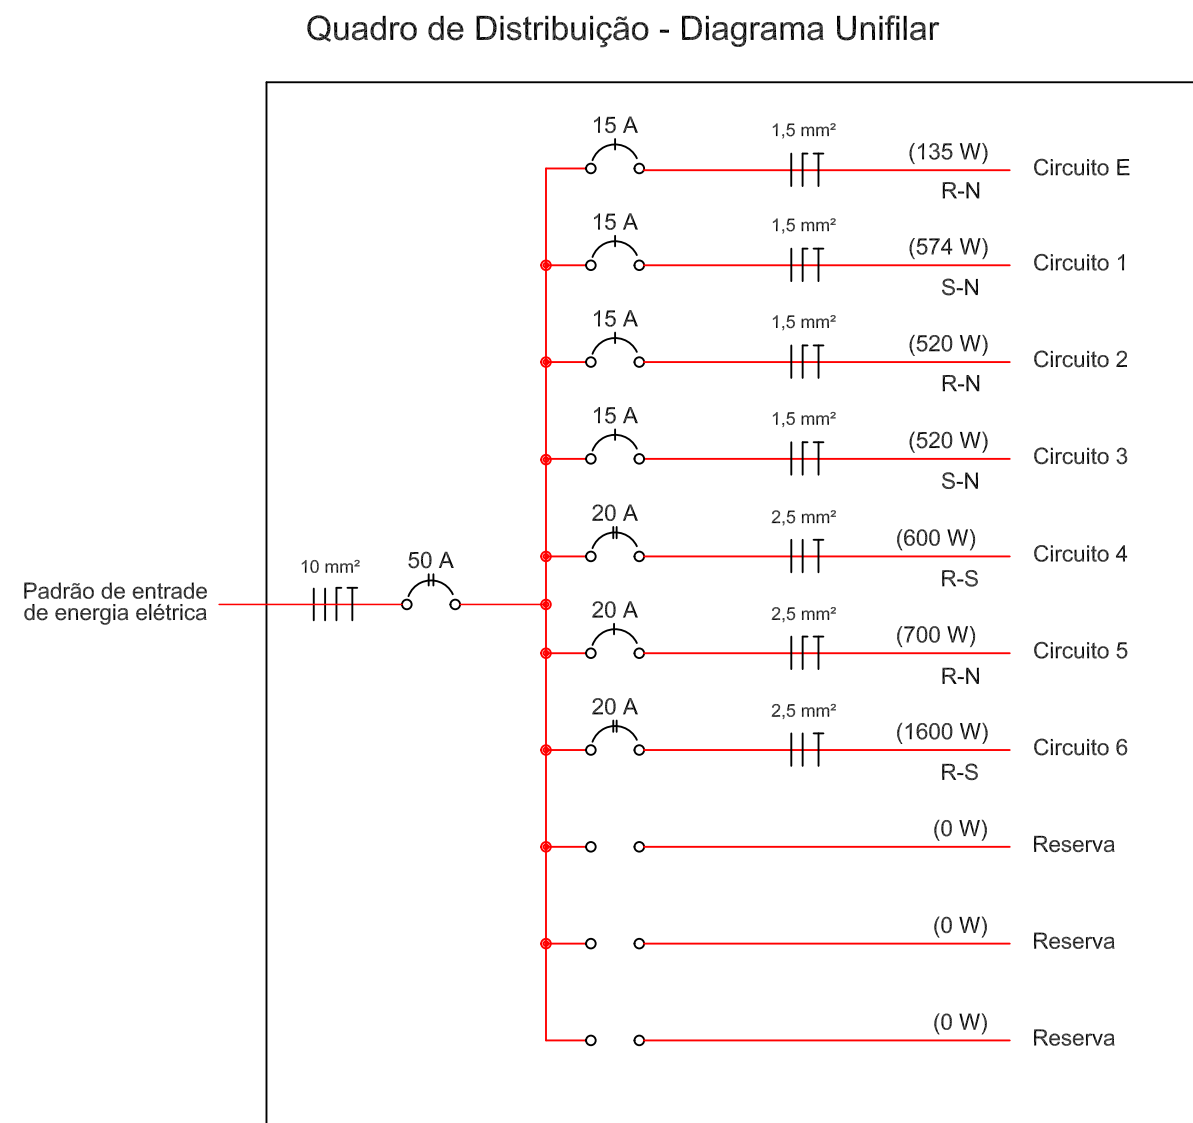 Quadro de Distribuição - Diagrama Unifilar
15 A
1,5 mm²
(135 W)
Circuito E
R-N
15 A
1,5 mm²
(574 W)
Circuito 1
S-N
15 A
1,5 mm²
(520 W)
Circuito 2
R-N
15 A
1,5 mm²
(520 W)
Circuito 3
S-N
20 A
2,5 mm²
(600 W)
Circuito 4
R-S
Padrão de entrade
de energia elétrica
10 mm²
50 A
20 A
2,5 mm²
(700 W)
Circuito 5
R-N
20 A
2,5 mm²
(1600 W)
Circuito 6
R-S
(0 W)
Reserva
(0 W)
Reserva
(0 W)
Reserva